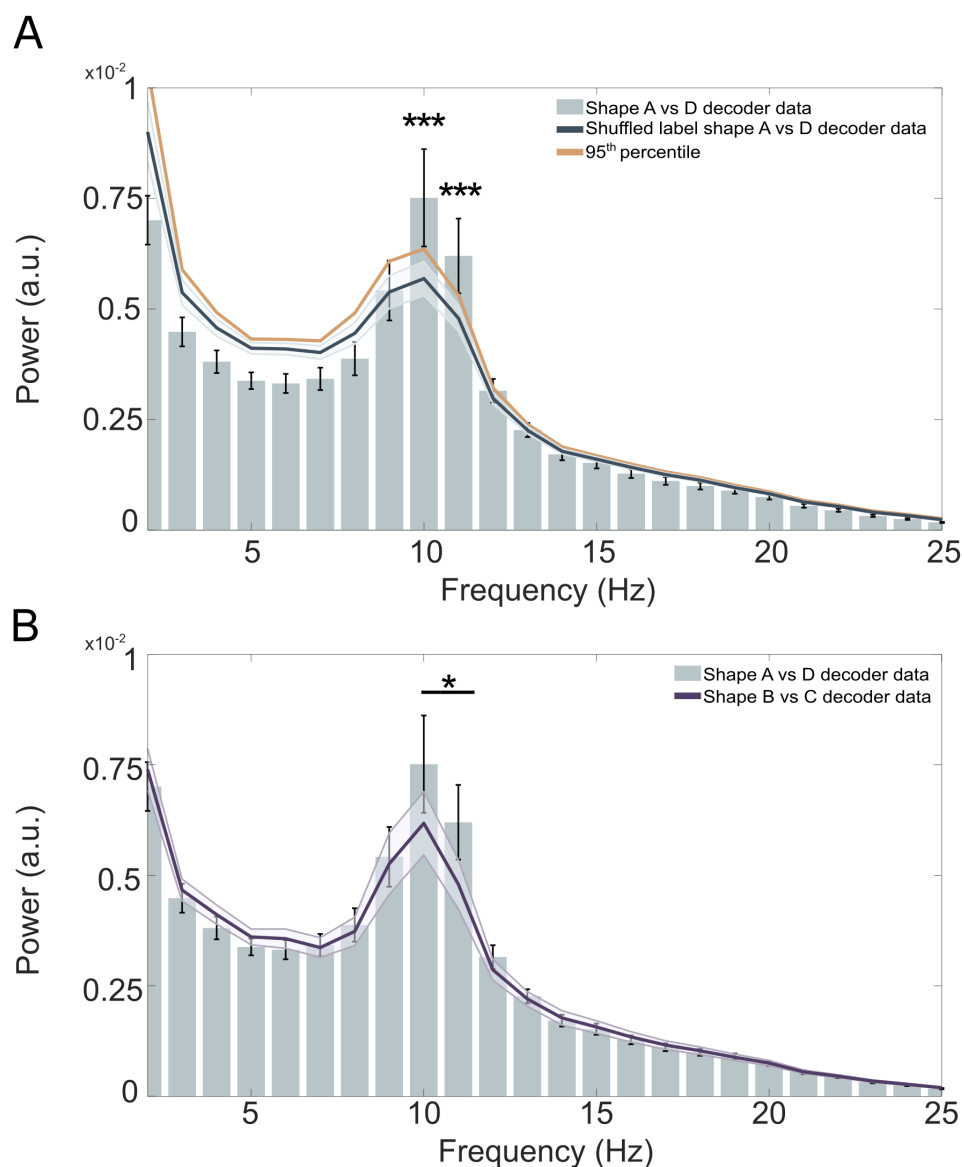 A
x10-2
1
Shape A vs D decoder data
***
Shuffled label shape A vs D decoder data
95th percentile
0.75
***
Power (a.u.)
0.5
0.25
0
5 10 15 20 25
Frequency (Hz)
B
x10-2
1
Shape A vs D decoder data
*
Shape B vs C decoder data
0.75
Power (a.u.)
0.5
0.25
0
5 10 15 20 25
Frequency (Hz)